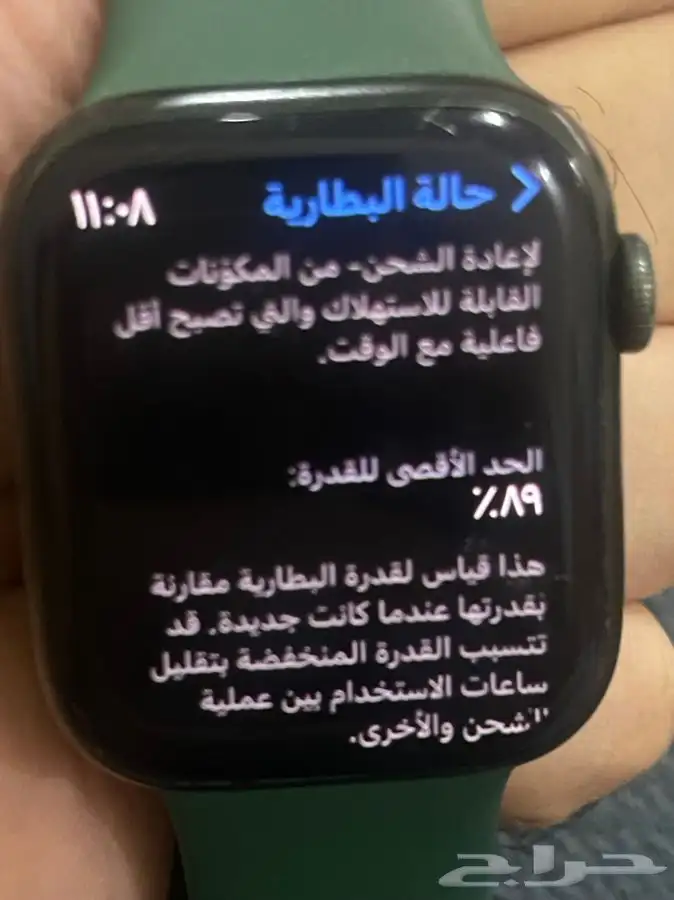 حالة البطارية
١١:٠٨
لإعادة الشحن- من المكوّنات
القابلة للاستهلاك والتي تصبح أقل
فاعلية مع الوقت.
الحد الأقصى للقدرة:
٨٩٪
هذا قياس لقدرة البطارية مقارنة
بقدرتها عندما كانت جديدة. قد
تتسبب القدرة المنخفضة بتقليل
ساعات الاستخدام بين عملية
الشحن والأخرى.
حراج